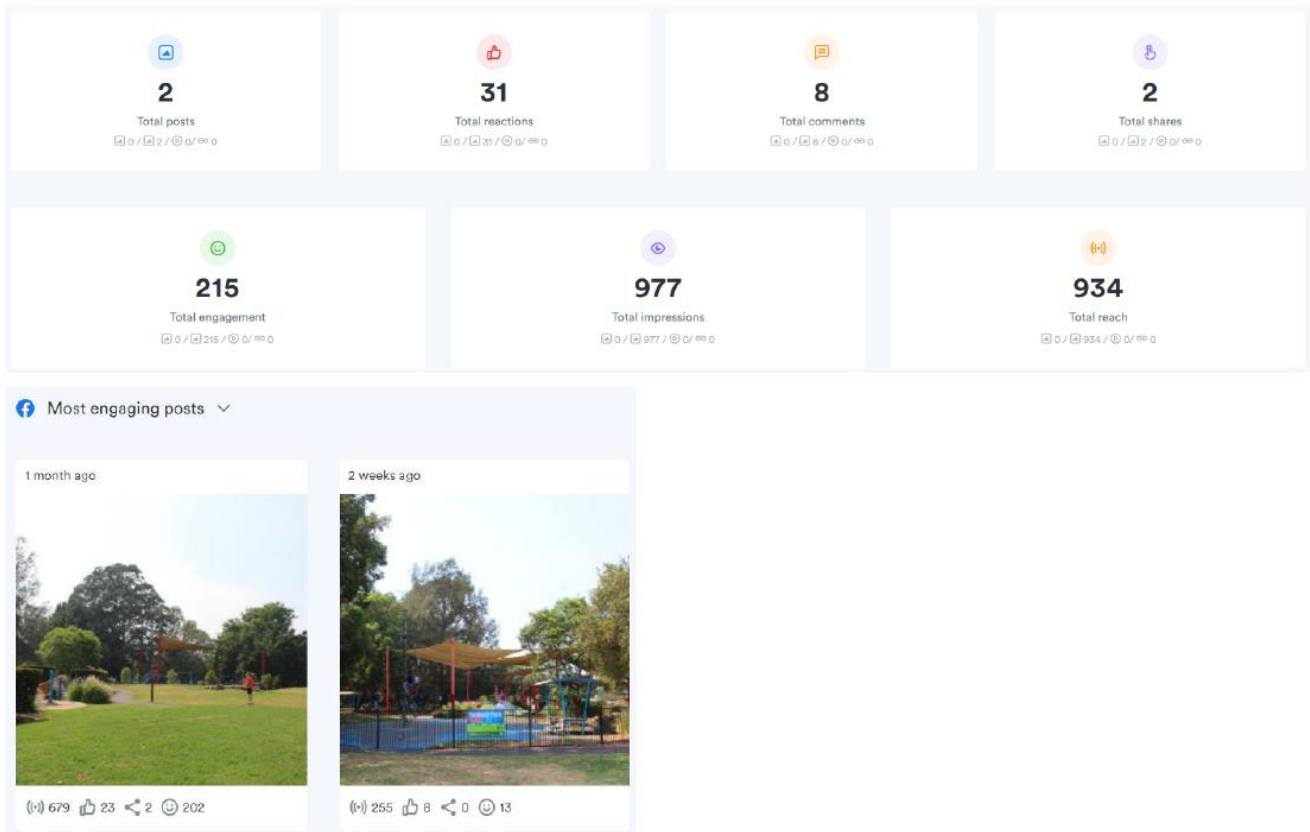 2
Total posts
0 / 2 / 0/ 0
31
Total reactions
0 / 31 / 0/ 0
8
Total comments
0 / 8 / 0/ 0
2
Total shares
0 / 2 / 0/ 0
215
Total engagement
0 / 215 / 0/ 0
977
Total impressions
0 / 977 / 0/ 0
934
Total reach
0 / 934 / 0/ 0
Most engaging posts
1 month ago
679 23 2 202
2 weeks ago
255 8 0 13